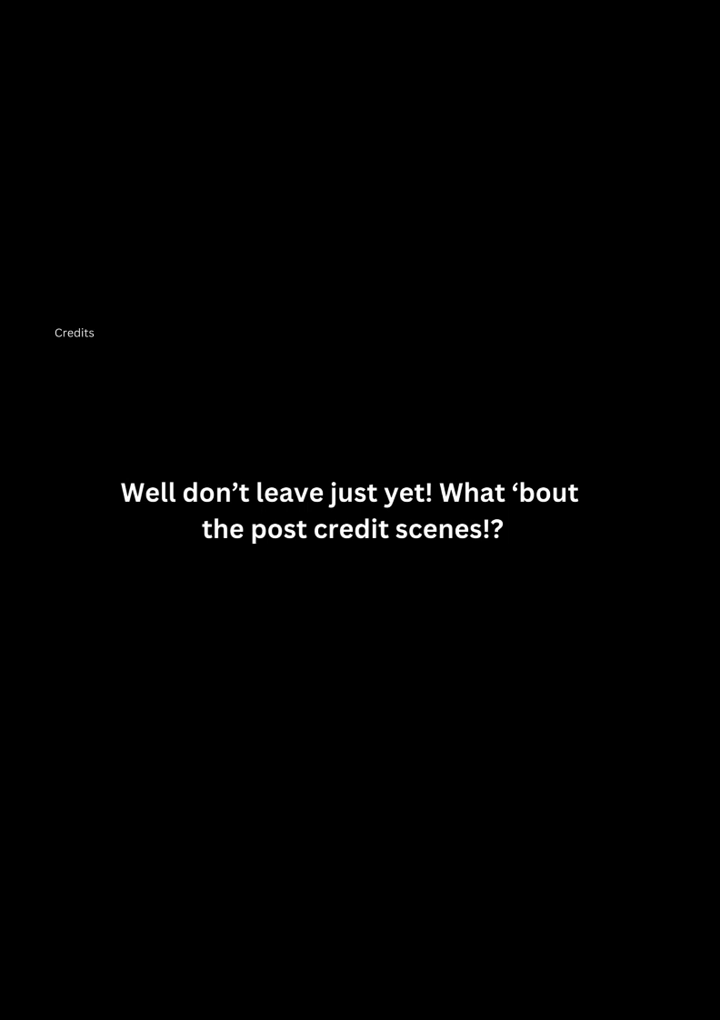 Credits
Well don’t leave just yet! What ‘bout
the post credit scenes!?